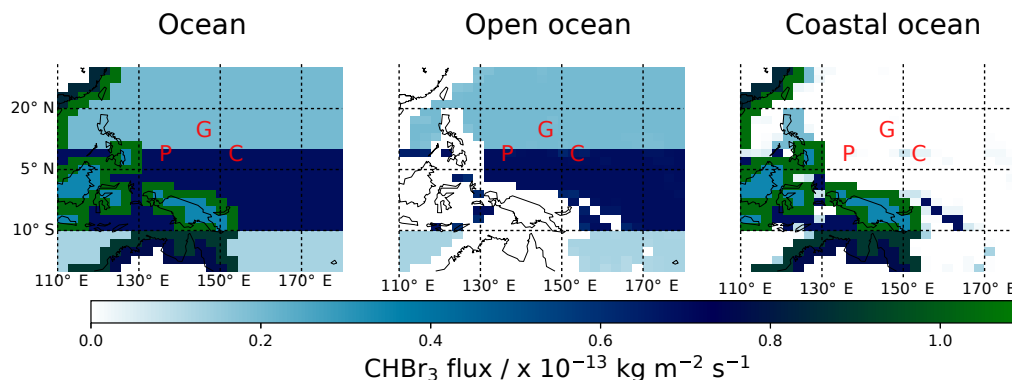 Ocean
Open ocean
Coastal ocean
20° N
5° N
10° S
G
P
C
G
P
C
G
P
C
110° E 130° E 150° E 170° E
110° E 130° E 150° E 170° E
110° E 130° E 150° E 170° E
0.0 0.2 0.4 0.6 0.8 1.0
CHBr₃ flux / x 10⁻¹³ kg m⁻² s⁻¹